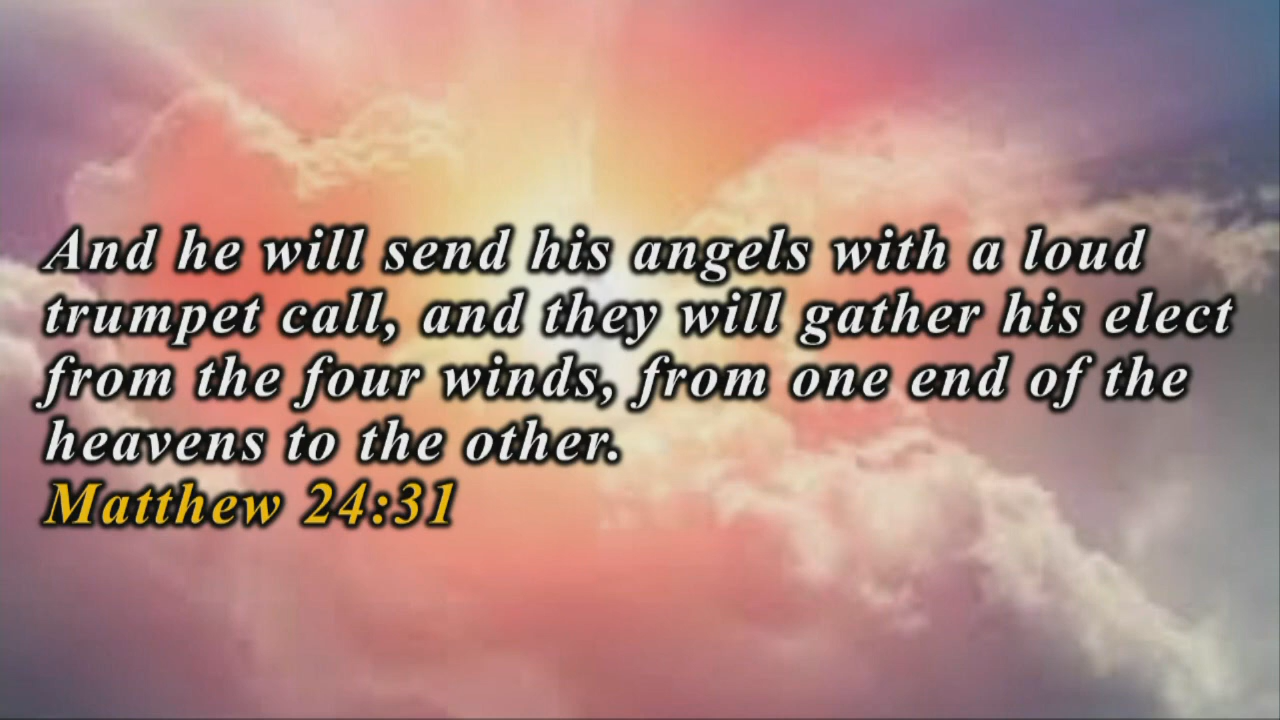 And he will send his angels with a loud
trumpet call, and they will gather his elect
from the four winds, from one end of the
heavens to the other.
Matthew 24:31